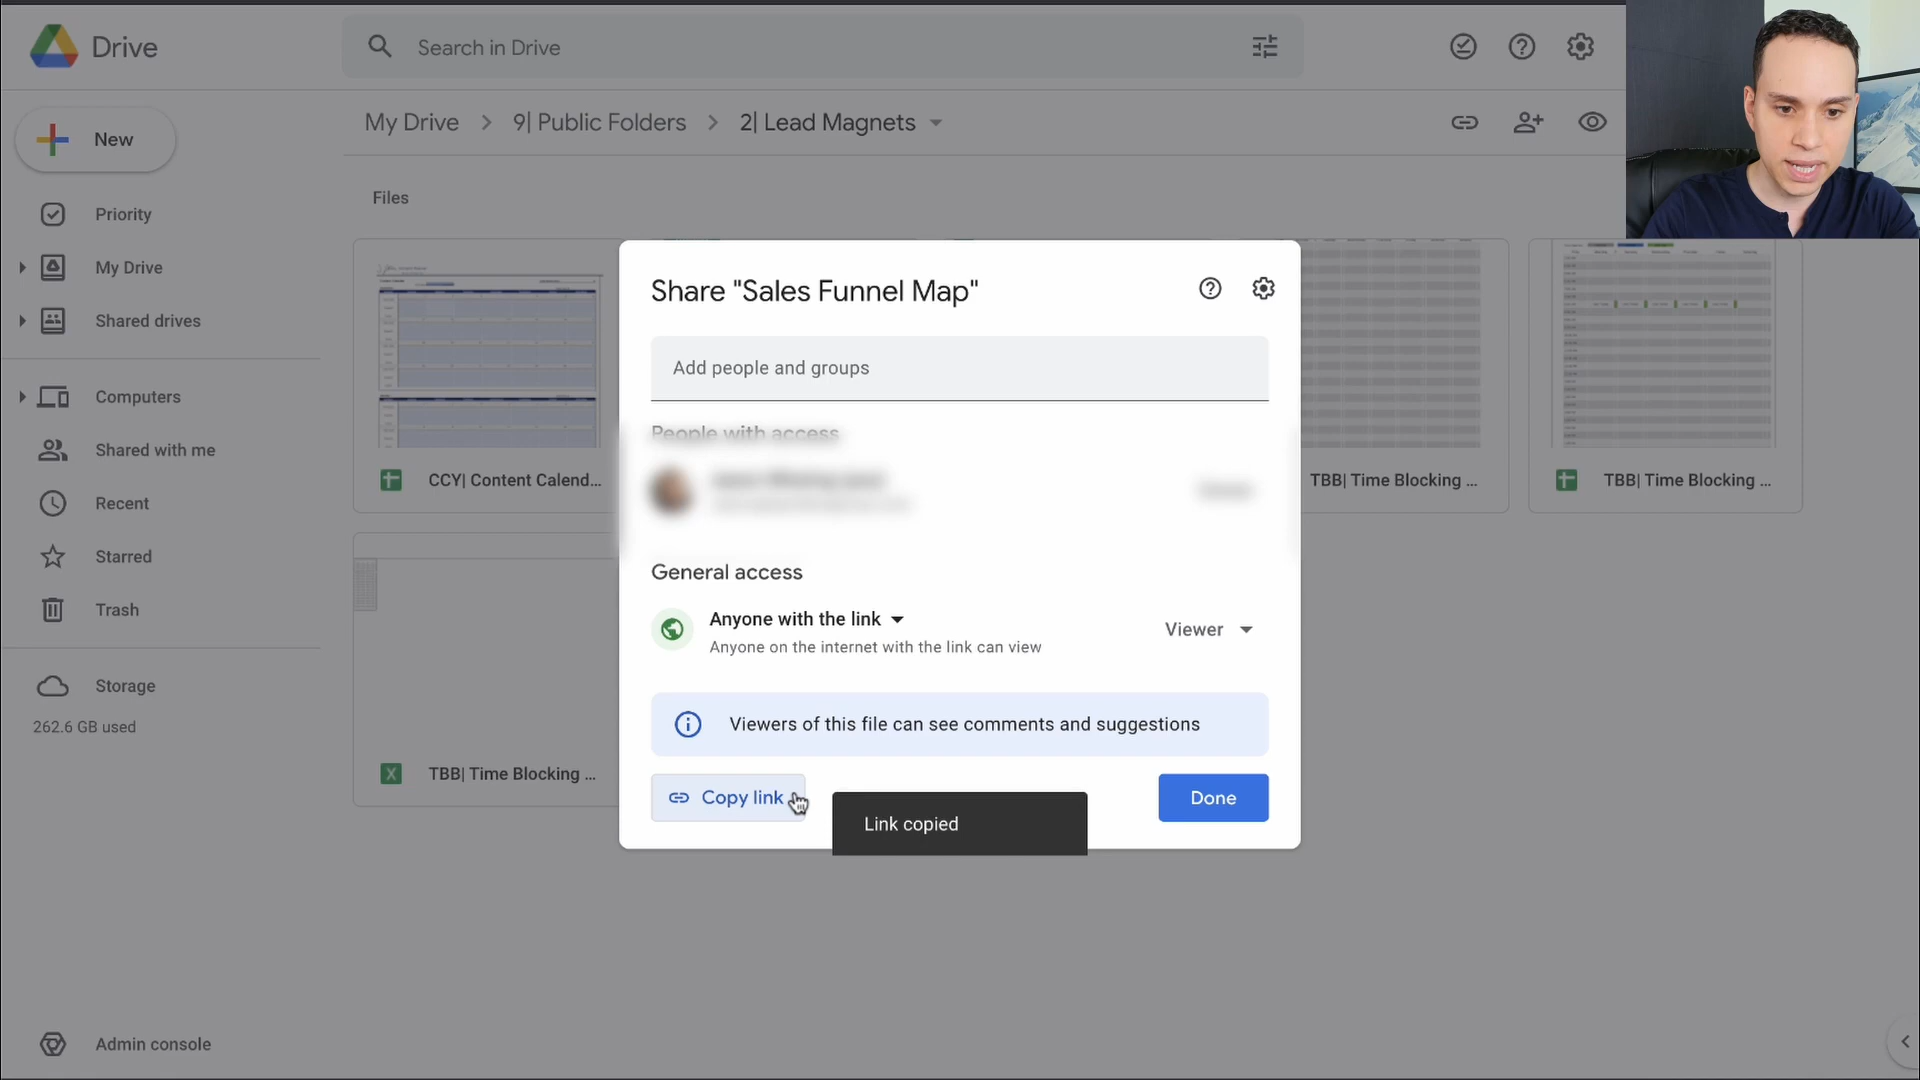 Drive
Search in Drive
New
My Drive
9| Public Folders
2| Lead Magnets
Priority
My Drive
Shared drives
Computers
Shared with me
Recent
Starred
Trash
Storage
262.6 GB used
Admin console
Files
CCY| Content Calend...
TBB| Time Blocking ...
TBB| Time Blocking ...
TBB| Time Blocking ...
Share "Sales Funnel Map"
Add people and groups
People with access
General access
Anyone with the link
Anyone on the internet with the link can view
Viewer
Viewers of this file can see comments and suggestions
Copy link
Done
Link copied